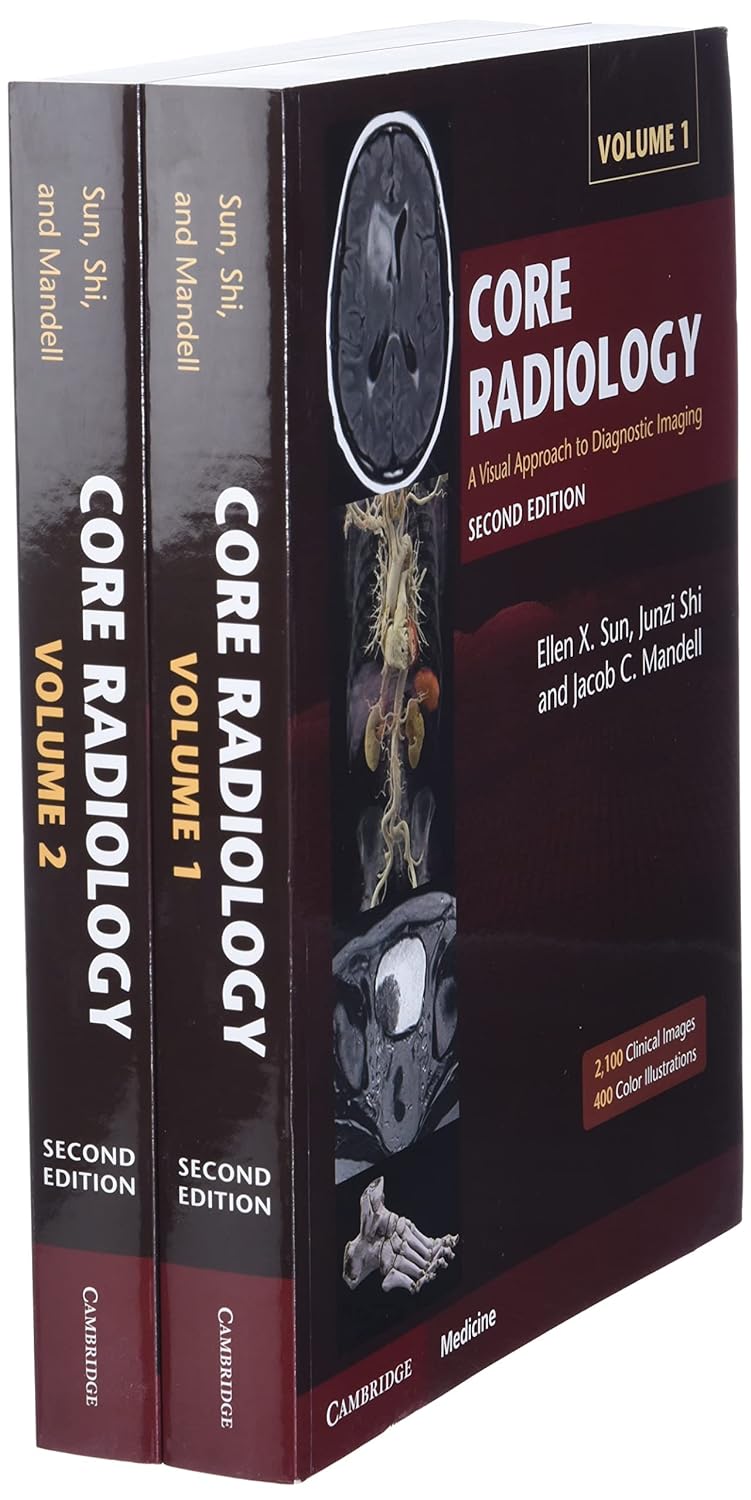 Sun, Shi,
and Mandell
CORE RADIOLOGY
VOLUME 2
SECOND
EDITION
CAMBRIDGE
Sun, Shi,
and Mandell
CORE RADIOLOGY
VOLUME 1
SECOND
EDITION
CAMBRIDGE
VOLUME 1
CORE
RADIOLOGY
A Visual Approach to Diagnostic Imaging
SECOND EDITION
Ellen X. Sun, Junzi Shi
and Jacob C. Mandell
2,100 Clinical Images
400 Color Illustrations
CAMBRIDGE Medicine